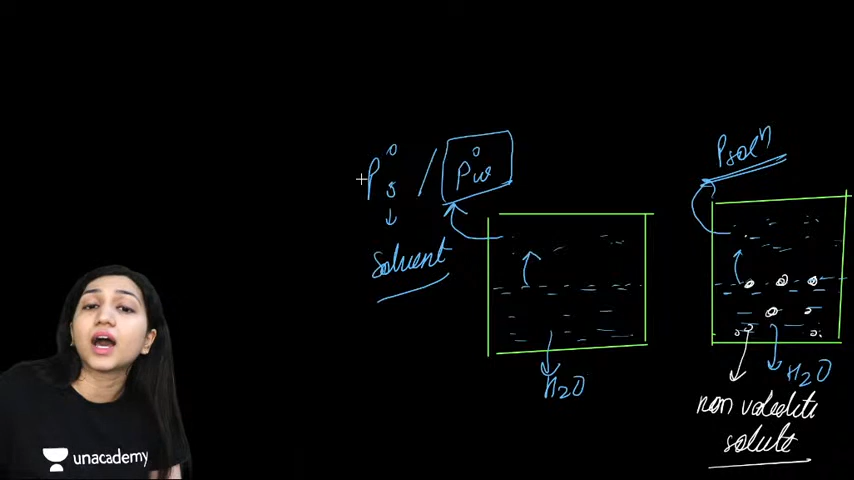 P°s / P°w
solvent
H₂O
Psolⁿ
H₂O
non volatile
solute
unacademy